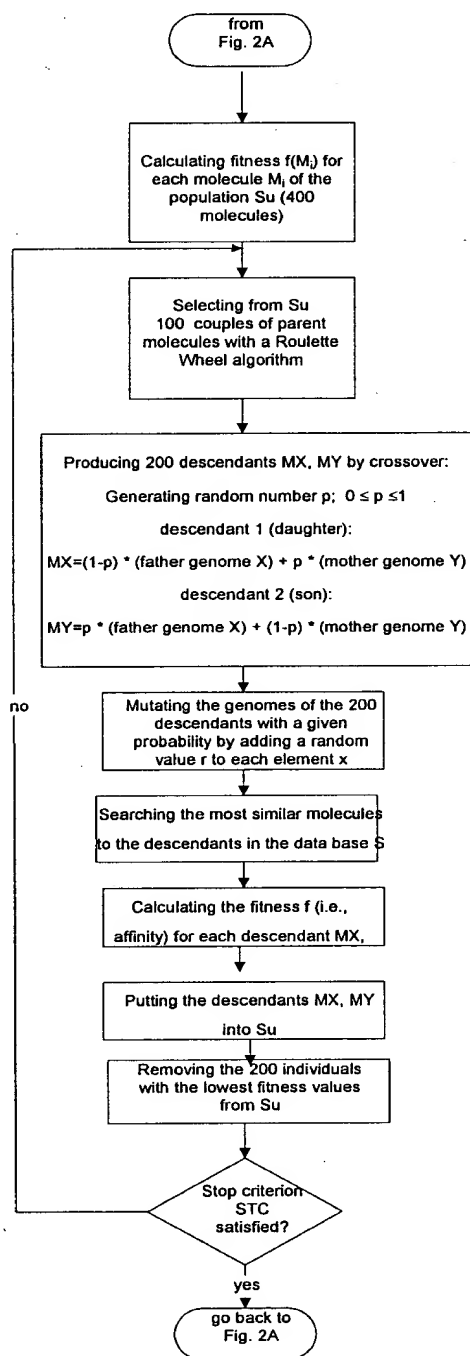 from
Fig. 2A
Calculating fitness f(Mi) for
each molecule Mi of the
population Su (400
molecules)
Selecting from Su
100 couples of parent
molecules with a Roulette
Wheel algorithm
Producing 200 descendants MX, MY by crossover:
Generating random number p; 0 ≤ p ≤1
descendant 1 (daughter):
MX=(1-p) * (father genome X) + p * (mother genome Y)
descendant 2 (son):
MY=p * (father genome X) + (1-p) * (mother genome Y)
no
Mutating the genomes of the 200
descendants with a given
probability by adding a random
value r to each element x
Searching the most similar molecules
to the descendants in the data base S
Calculating the fitness f (i.e.,
affinity) for each descendant MX,
Putting the descendants MX, MY
into Su
Removing the 200 individuals
with the lowest fitness values
from Su
Stop criterion
STC
satisfied?
yes
go back to
Fig. 2A